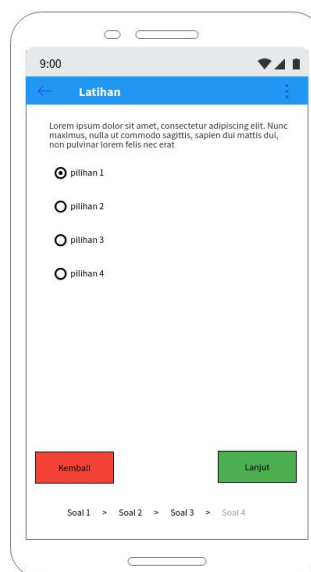 9:00
Latihan
Lorem ipsum dolor sit amet, consectetur adipiscing elit. Nunc
maximus, nulla ut commodo sagittis, sapien dui mattis dui,
non pulvinar lorem felis nec erat
pilihan 1
pilihan 2
pilihan 3
pilihan 4
Kembali Lanjut
Soal 1 > Soal 2 > Soal 3 > Soal 4